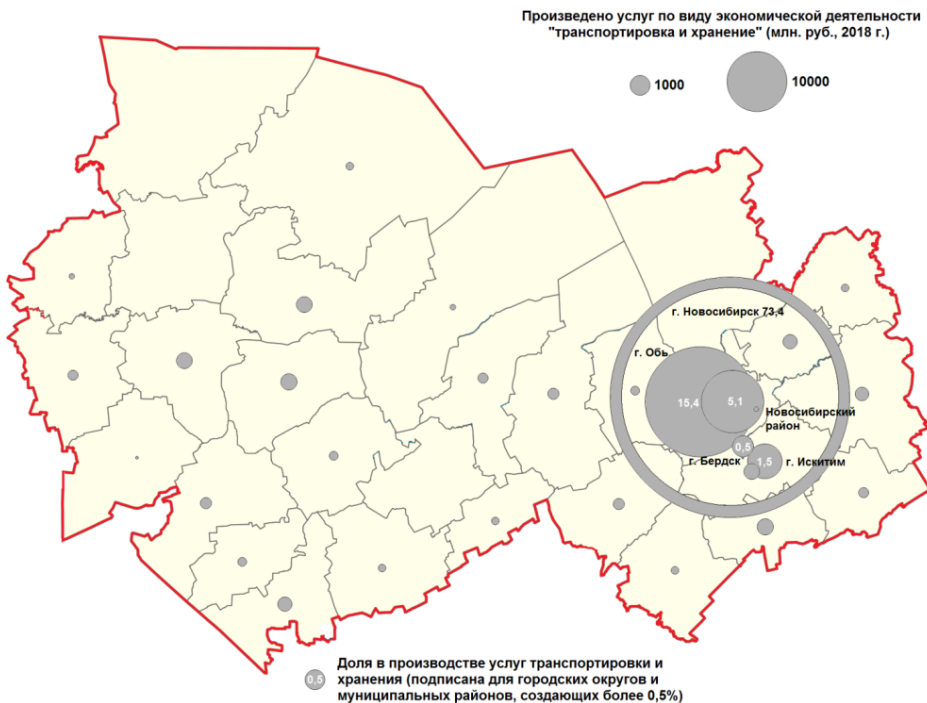 Произведено услуг по виду экономической деятельности
"транспортировка и хранение" (млн. руб., 2018 г.)
1000
10000
г. Новосибирск 73,4
г. Обь
15,4
5,1
Новосибирский
район
0,5
г. Бердск
1,5
г. Искитим
0,5
Доля в производстве услуг транспортировки и
хранения (подписана для городских округов и
муниципальных районов, создающих более 0,5%)